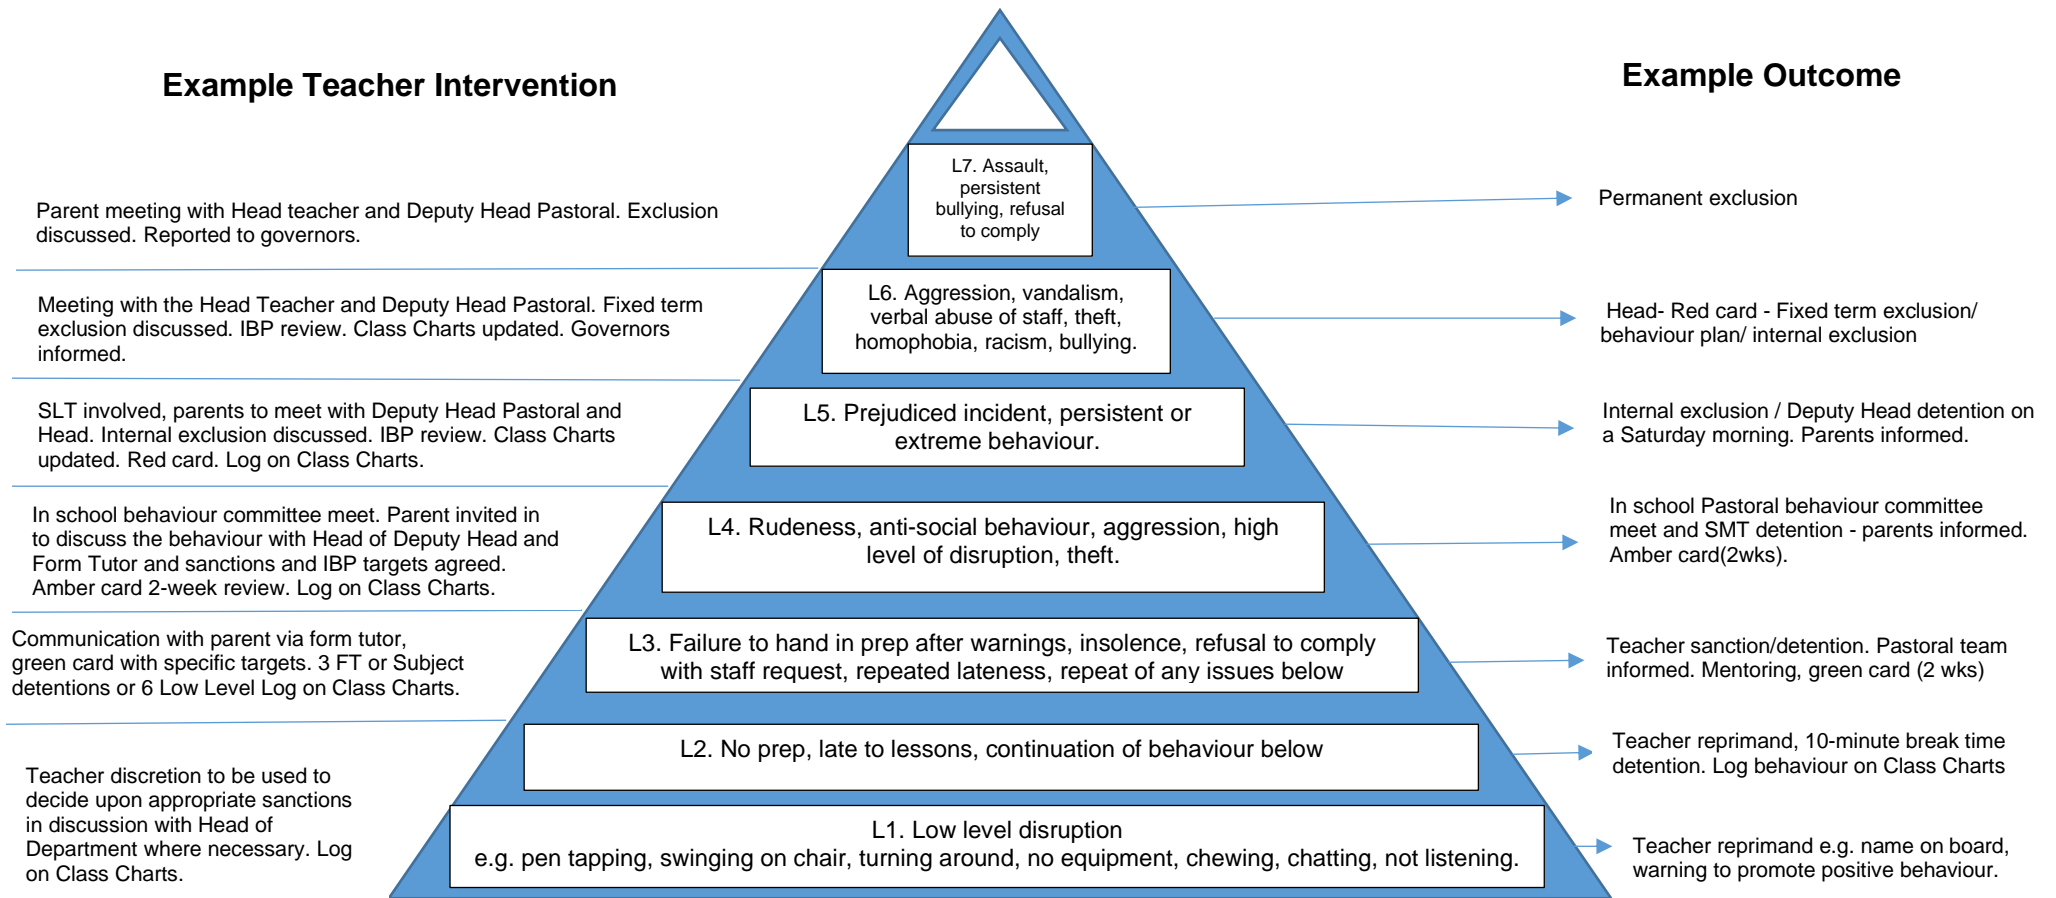 Example Teacher Intervention
Example Outcome
L7. Assault,
persistent
bullying, refusal
to comply
Parent meeting with Head teacher and Deputy Head Pastoral. Exclusion
discussed. Reported to governors.
Permanent exclusion
Meeting with the Head Teacher and Deputy Head Pastoral. Fixed term
exclusion discussed. IBP review. Class Charts updated. Governors
informed.
L6. Aggression, vandalism,
verbal abuse of staff, theft,
homophobia, racism, bullying.
Head- Red card - Fixed term exclusion/
behaviour plan/ internal exclusion
SLT involved, parents to meet with Deputy Head Pastoral and
Head. Internal exclusion discussed. IBP review. Class Charts
updated. Red card. Log on Class Charts.
L5. Prejudiced incident, persistent or
extreme behaviour.
Internal exclusion / Deputy Head detention on
a Saturday morning. Parents informed.
In school behaviour committee meet. Parent invited in
to discuss the behaviour with Head of Deputy Head and
Form Tutor and sanctions and IBP targets agreed.
Amber card 2-week review. Log on Class Charts.
L4. Rudeness, anti-social behaviour, aggression, high
level of disruption, theft.
In school Pastoral behaviour committee
meet and SMT detention - parents informed.
Amber card(2wks).
Communication with parent via form tutor,
green card with specific targets. 3 FT or Subject
detentions or 6 Low Level Log on Class Charts.
L3. Failure to hand in prep after warnings, insolence, refusal to comply
with staff request, repeated lateness, repeat of any issues below
Teacher sanction/detention. Pastoral team
informed. Mentoring, green card (2 wks)
L2. No prep, late to lessons, continuation of behaviour below
Teacher reprimand, 10-minute break time
detention. Log behaviour on Class Charts
Teacher discretion to be used to
decide upon appropriate sanctions
in discussion with Head of
Department where necessary. Log
on Class Charts.
L1. Low level disruption
e.g. pen tapping, swinging on chair, turning around, no equipment, chewing, chatting, not listening.
Teacher reprimand e.g. name on board,
warning to promote positive behaviour.